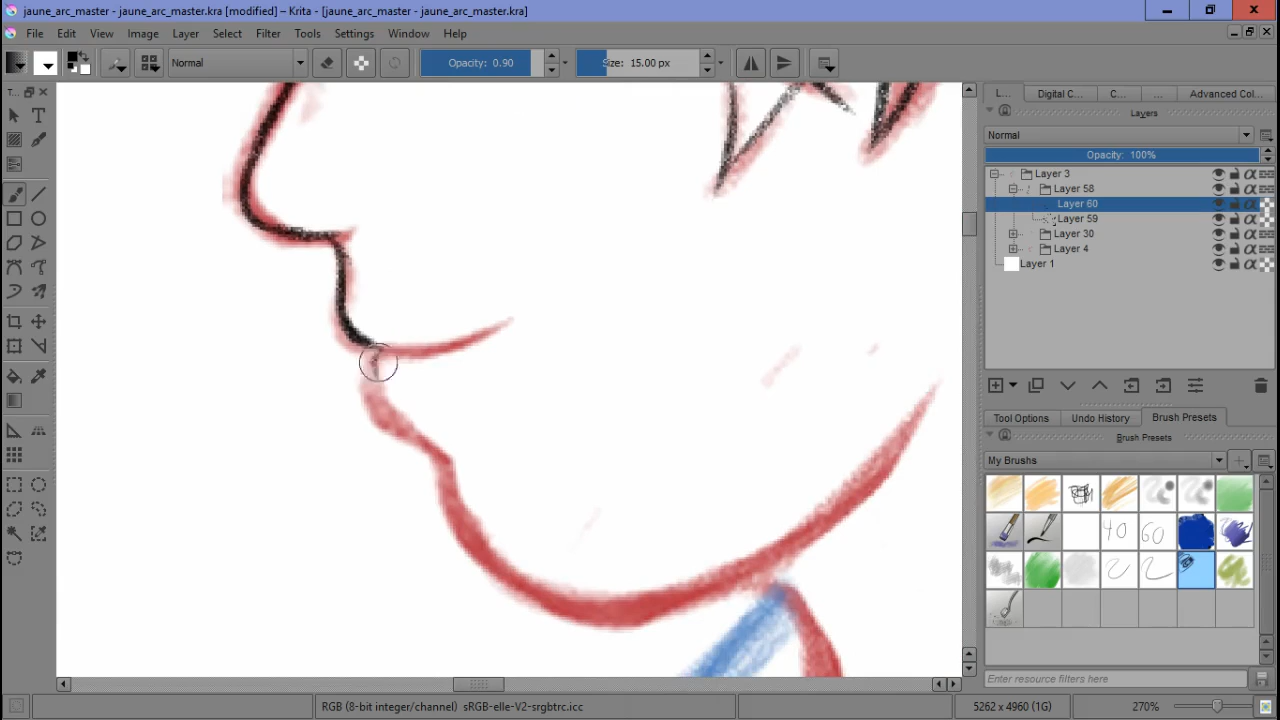 jaune_arc_master - jaune_arc_master.kra [modified] – Krita - [jaune_arc_master - jaune_arc_master.kra]
File Edit View Image Layer Select Filter Tools Settings Window Help
Normal Opacity: 0.90 Size: 15.00 px
T... L... Digital C... C... ... Advanced Col...
Layers
Normal
Opacity: 100%
Layer 3
Layer 58
Layer 60
Layer 59
Layer 30
Layer 4
Layer 1
Tool Options Undo History Brush Presets
Brush Presets
My Brushs
40 60
Enter resource filters here
RGB (8-bit integer/channel) sRGB-elle-V2-srgbtrc.icc 5262 x 4960 (1G) 270%